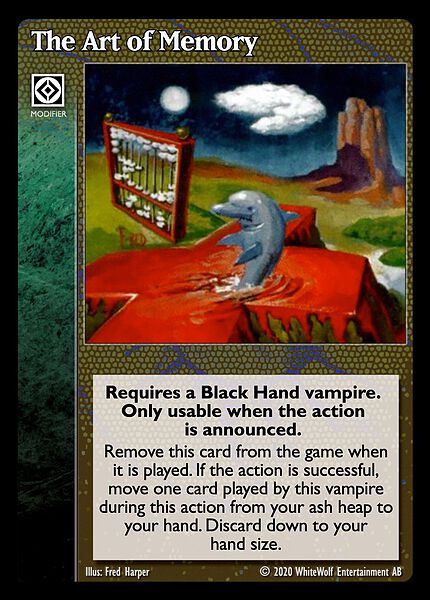 The Art of Memory
MODIFIER
FRED
Requires a Black Hand vampire.
Only usable when the action
is announced.
Remove this card from the game when
it is played. If the action is successful,
move one card played by this vampire
during this action from your ash heap to
your hand. Discard down to your
hand size.
Illus: Fred Harper
© 2020 WhiteWolf Entertainment AB